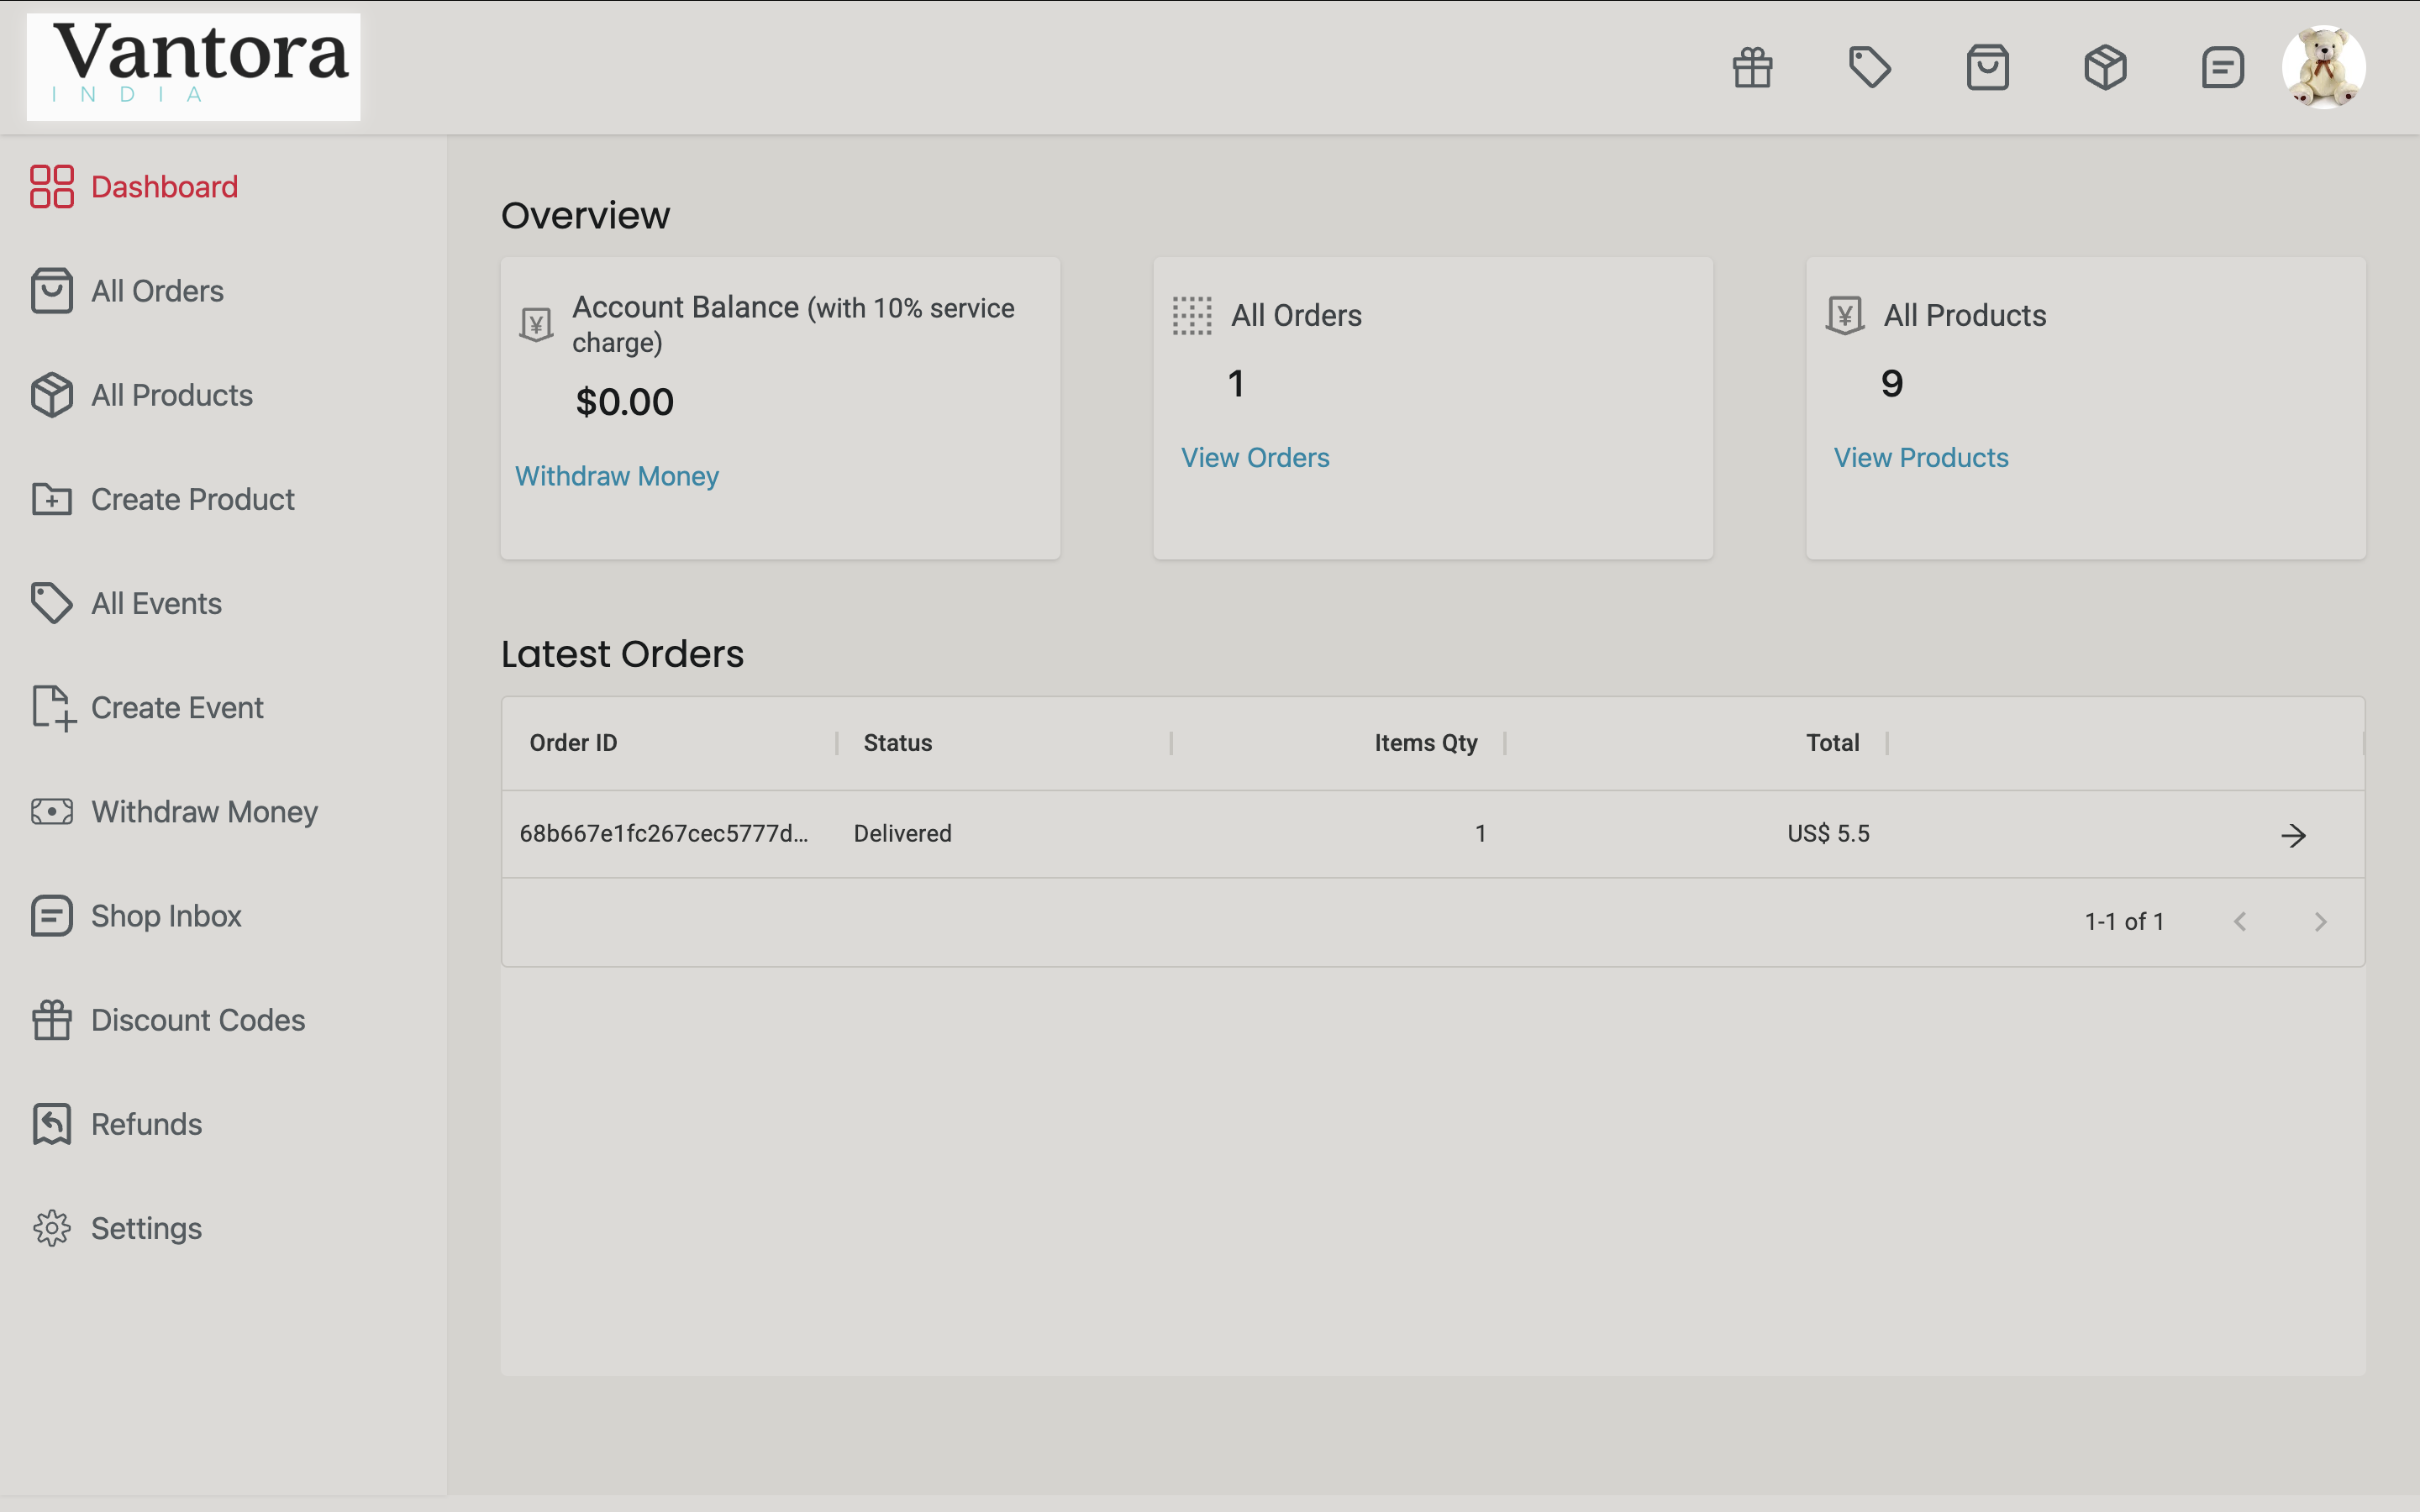 Vantora
INDIA
Dashboard
All Orders
All Products
Create Product
All Events
Create Event
Withdraw Money
Shop Inbox
Discount Codes
Refunds
Settings
Overview
Account Balance (with 10% service
charge)
$0.00
Withdraw Money
All Orders
1
View Orders
¥ All Products
9
View Products
Latest Orders
Order ID Status Items Qty Total
68b667e1fc267cec5777d... Delivered 1 US$ 5.5
1-1 of 1